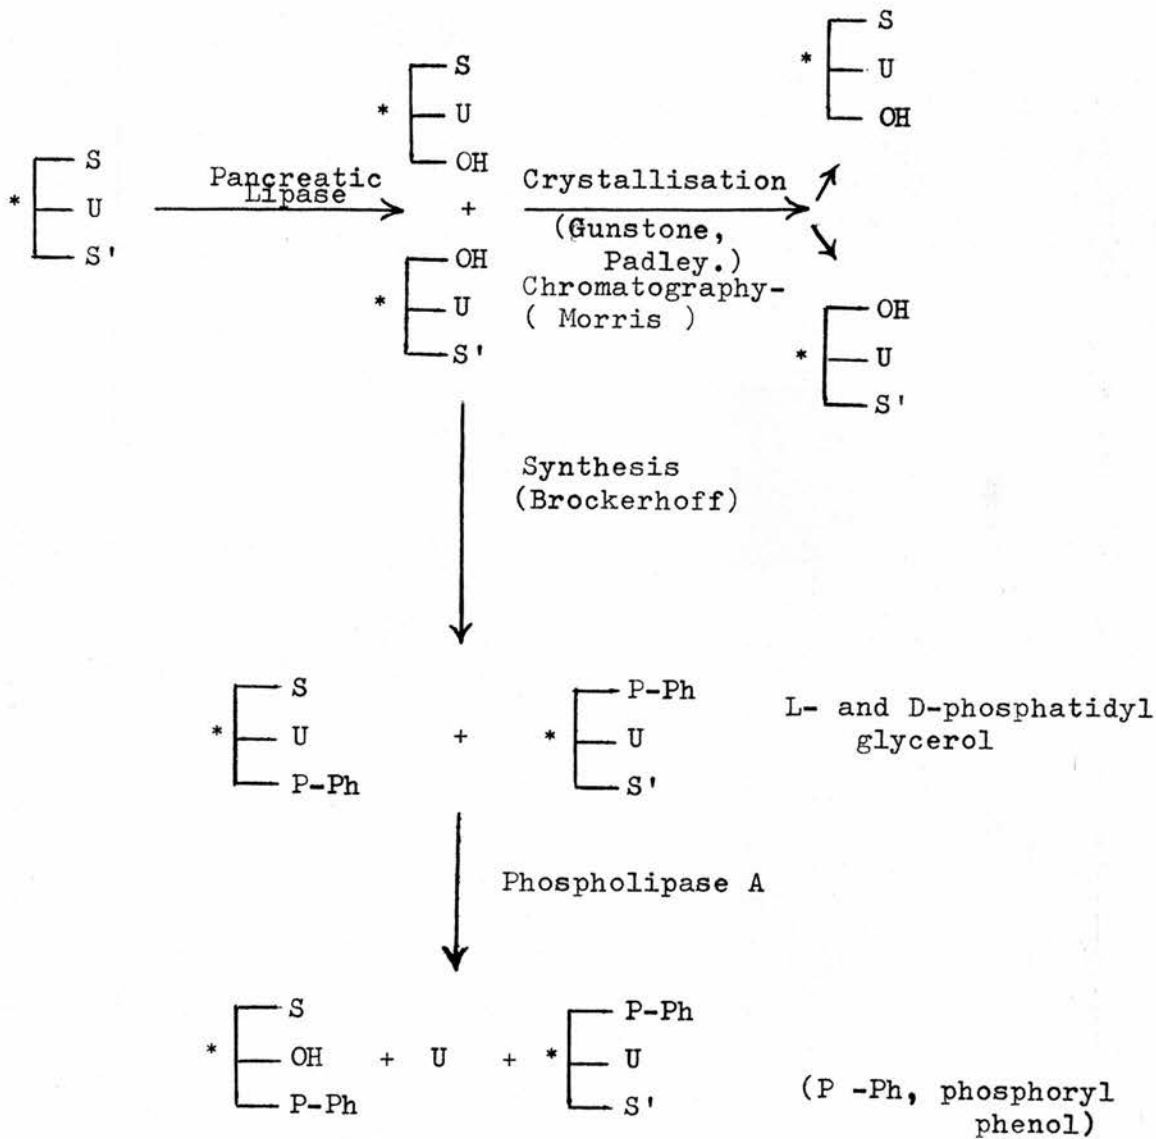 S
* U
OH
S
* U
OH
S
* U
S'
Pancreatic
Lipase
+
Crystallisation
(Gunstone,
Padley.)
Chromatography-
( Morris )
OH
* U
S'
OH
* U
S'
Synthesis
(Brockerhoff)
S
* U
P-Ph
+
P-Ph
* U
S'
L- and D-phosphatidyl
glycerol
Phospholipase A
S
* OH
P-Ph
+ U +
P-Ph
* U
S'
(P -Ph, phosphoryl
phenol)